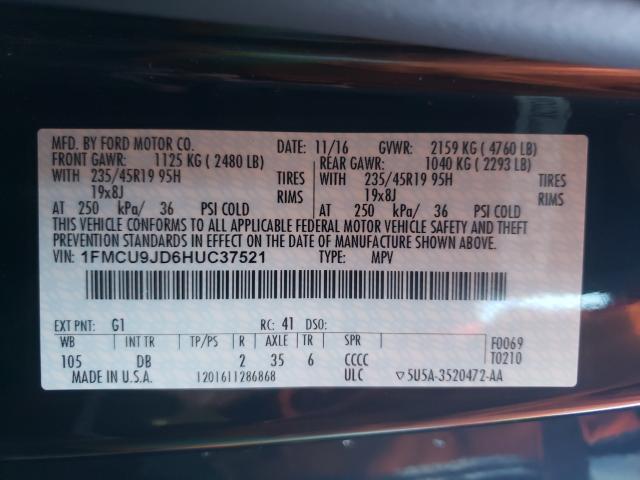 MFD. BY FORD MOTOR CO. DATE: 11/16 GVWR: 2159 KG ( 4760 LB)
FRONT GAWR: 1125 KG ( 2480 LB) REAR GAWR: 1040 KG ( 2293 LB)
WITH 235/45R19 95H TIRES WITH 235/45R19 95H TIRES
19x8J RIMS 19x8J RIMS
AT 250 kPa/ 36 PSI COLD AT 250 kPa/ 36 PSI COLD
THIS VEHICLE CONFORMS TO ALL APPLICABLE FEDERAL MOTOR VEHICLE SAFETY AND THEFT
PREVENTION STANDARDS IN EFFECT ON THE DATE OF MANUFACTURE SHOWN ABOVE.
VIN: 1FMCU9JD6HUC37521 TYPE: MPV
EXT PNT: G1 RC: 41 DSO:
WB INT TR TP/PS R AXLE TR SPR F0069
105 DB 2 35 6 CCCC T0210
MADE IN U.S.A. 1201611286868 ULC ▽5U5A-3520472-AA